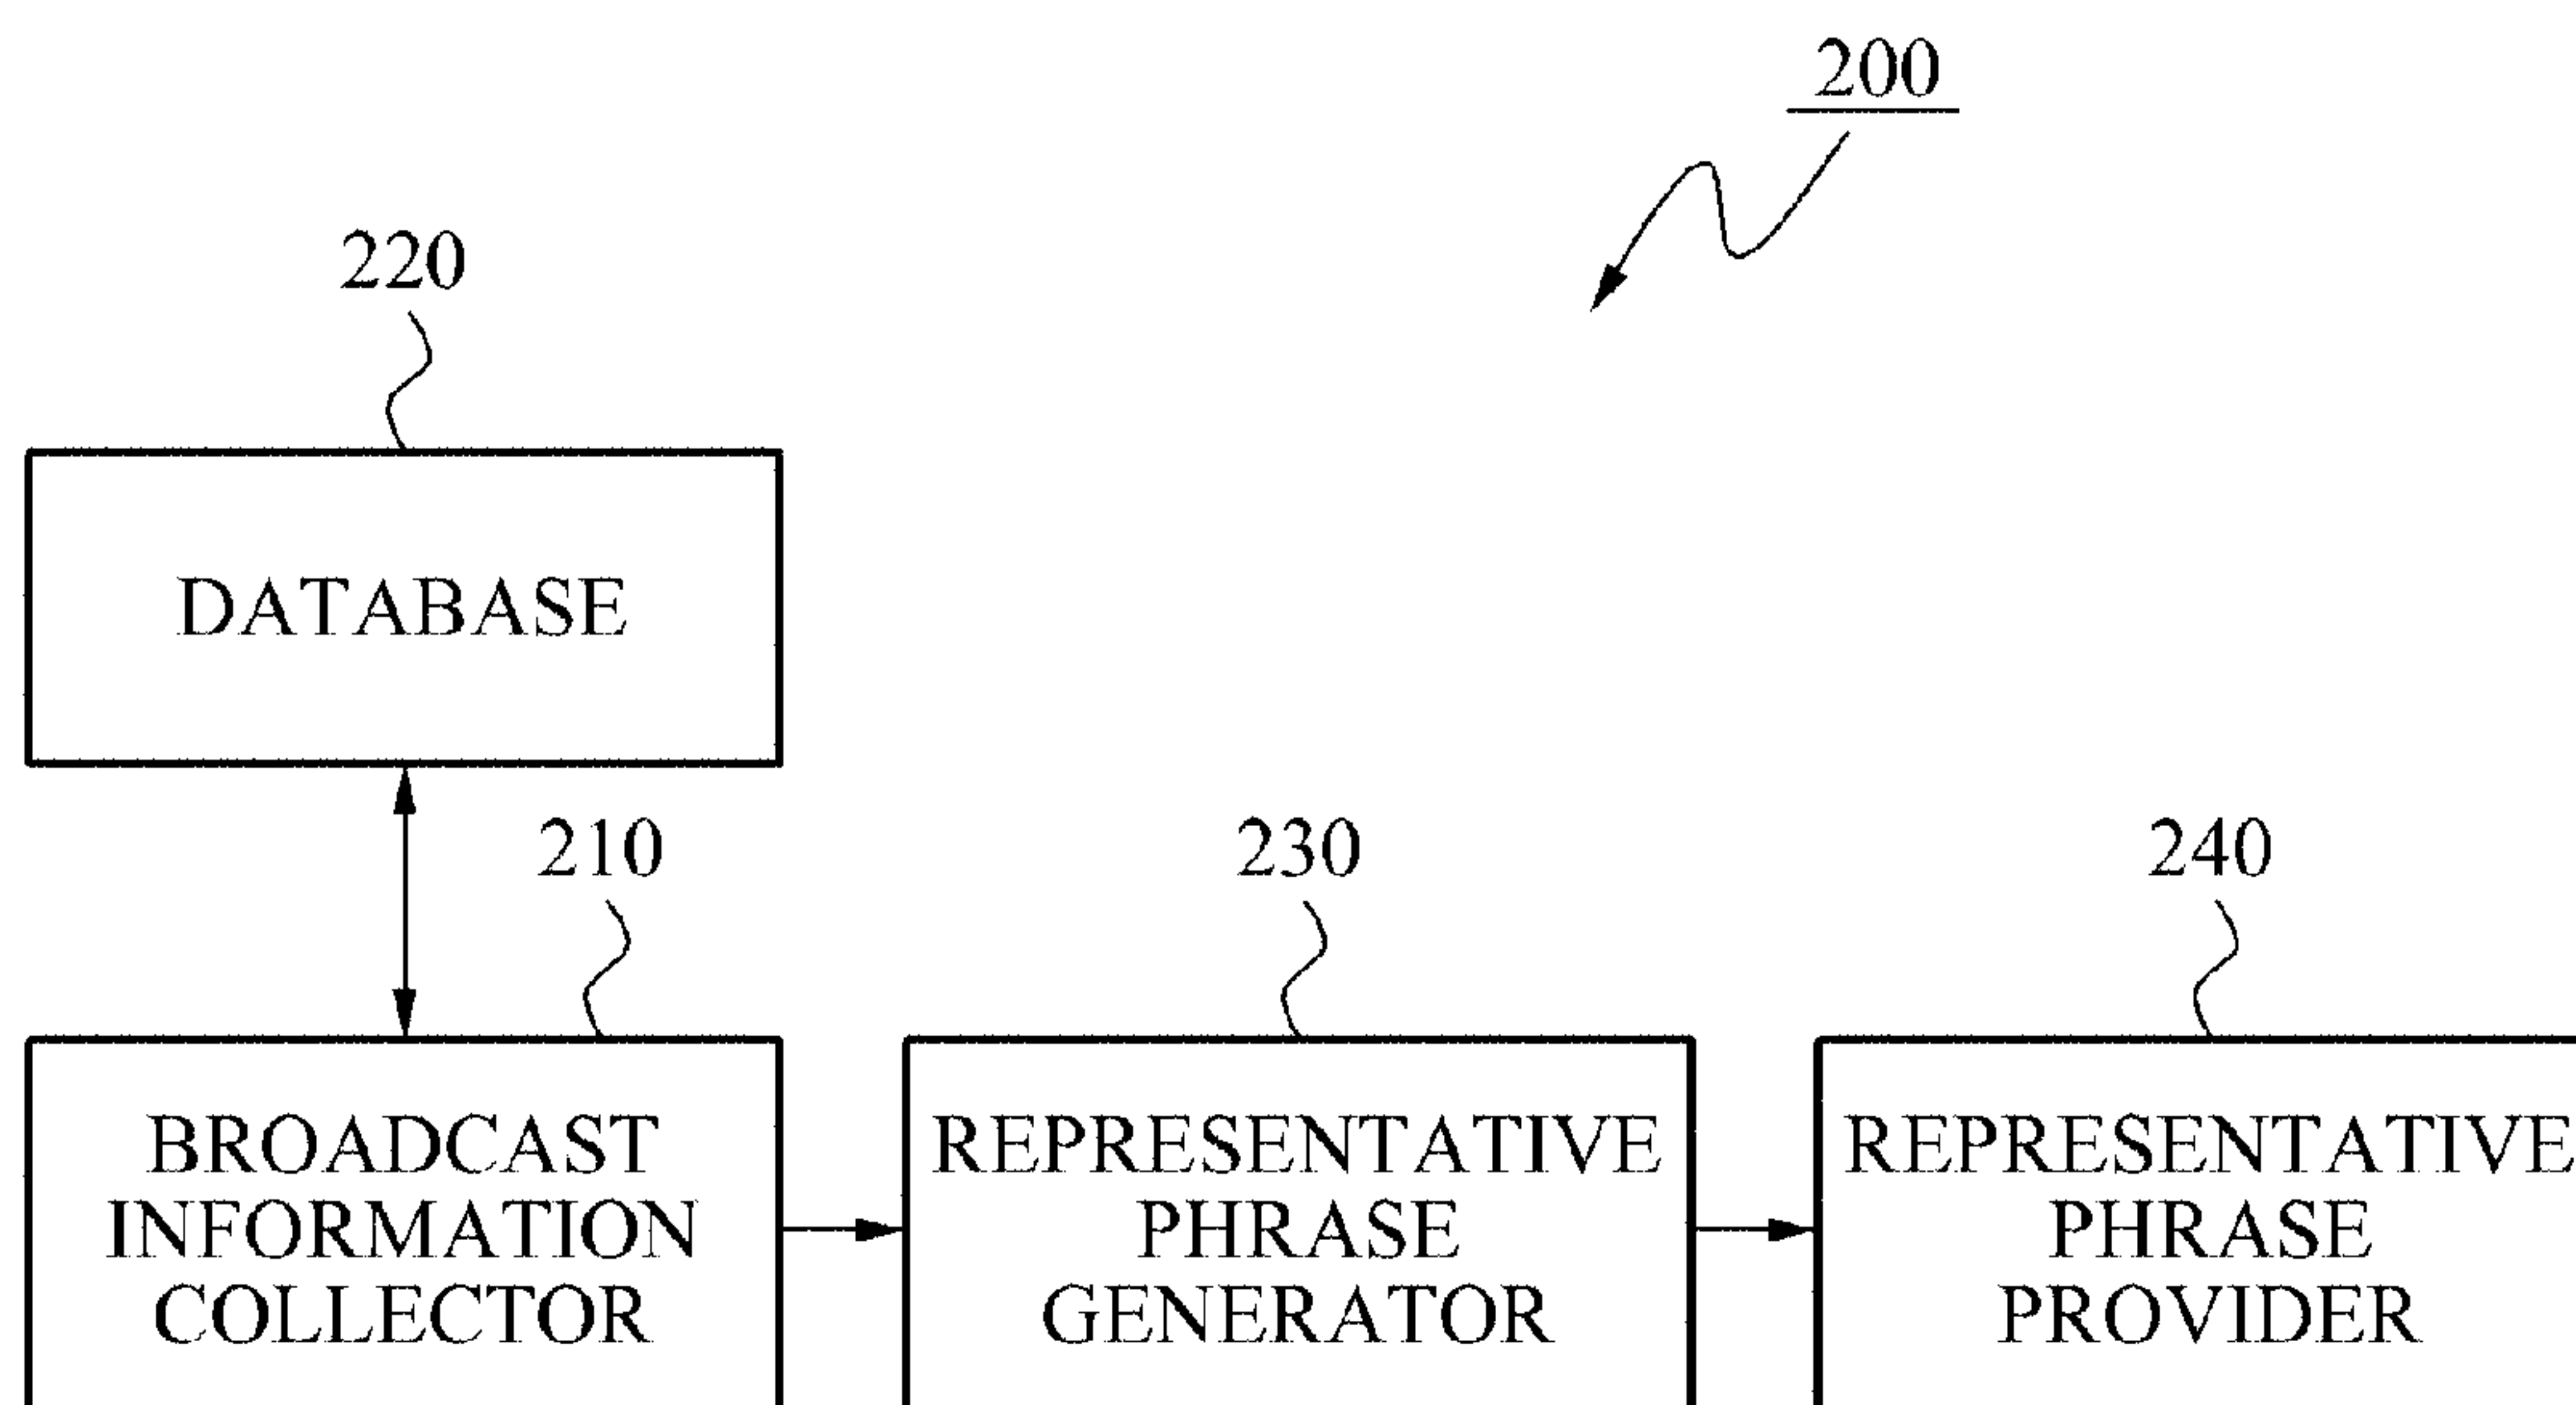 200
220
DATABASE
210
230
240
BROADCAST
INFORMATION
COLLECTOR
REPRESENTATIVE
PHRASE
GENERATOR
REPRESENTATIVE
PHRASE
PROVIDER